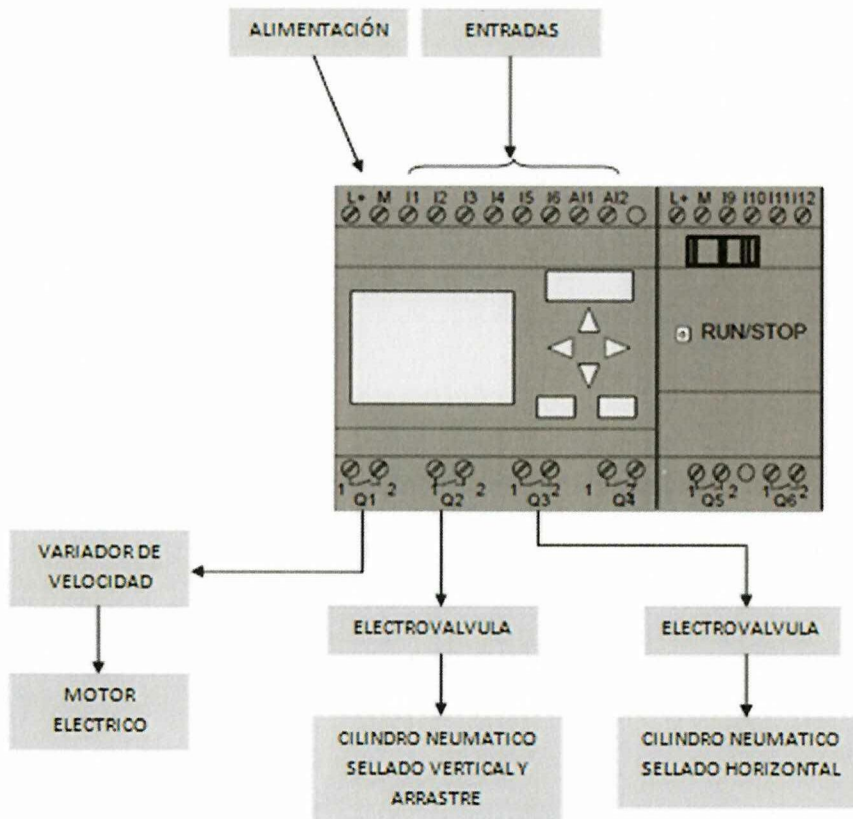 ALIMENTACIÓN
ENTRADAS
L+ M I1 I2 I3 I4 I5 I6 AI1 AI2
L+ M I9 I10 I11 I12
RUN/STOP
1 Q1 2
1 Q2 2
1 Q3 2
1 Q4
1 Q5 2
1 Q6 2
VARIADOR DE
VELOCIDAD
MOTOR
ELECTRICO
ELECTROVALVULA
CILINDRO NEUMATICO
SELLADO VERTICAL Y
ARRASTRE
ELECTROVALVULA
CILINDRO NEUMATICO
SELLADO HORIZONTAL